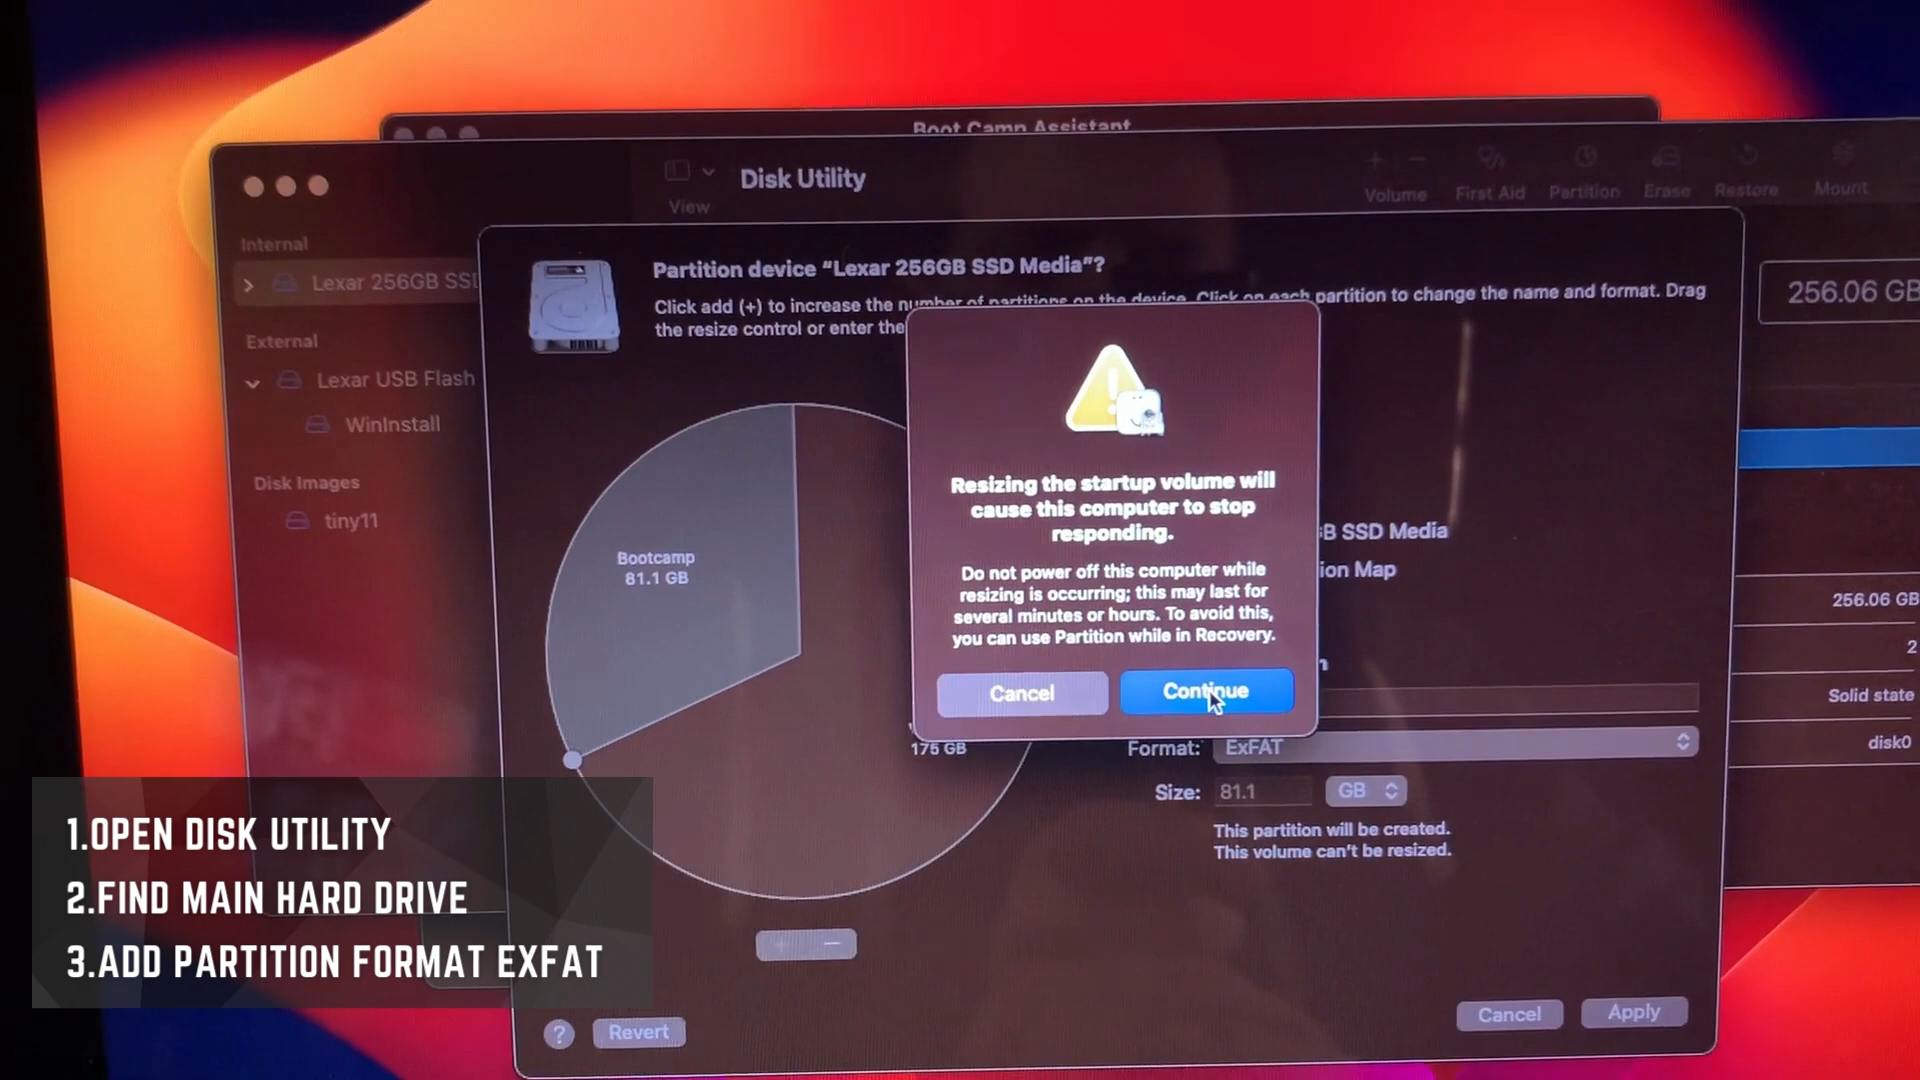 Boot Camp Assistant
View
Disk Utility
Volume
First Aid
Partition
Erase
Restore
Mount
Internal
Lexar 256GB SSD
External
Lexar USB Flash
WinInstall
Disk Images
tiny11
Partition device “Lexar 256GB SSD Media”?
Click add (+) to increase the number of partitions on the device. Click on each partition to change the name and format. Drag
the resize control or enter the
256.06 GB
Bootcamp
81.1 GB
175 GB
Resizing the startup volume will
cause this computer to stop
responding.
Do not power off this computer while
resizing is occurring; this may last for
several minutes or hours. To avoid this,
you can use Partition while in Recovery.
Cancel
Continue
SSD Media
Map
Format: ExFAT
Size: 81.1 GB
This partition will be created.
This volume can't be resized.
256.06 GB
2
Solid state
disk0
? Revert
Cancel
Apply
1.OPEN DISK UTILITY
2.FIND MAIN HARD DRIVE
3.ADD PARTITION FORMAT EXFAT